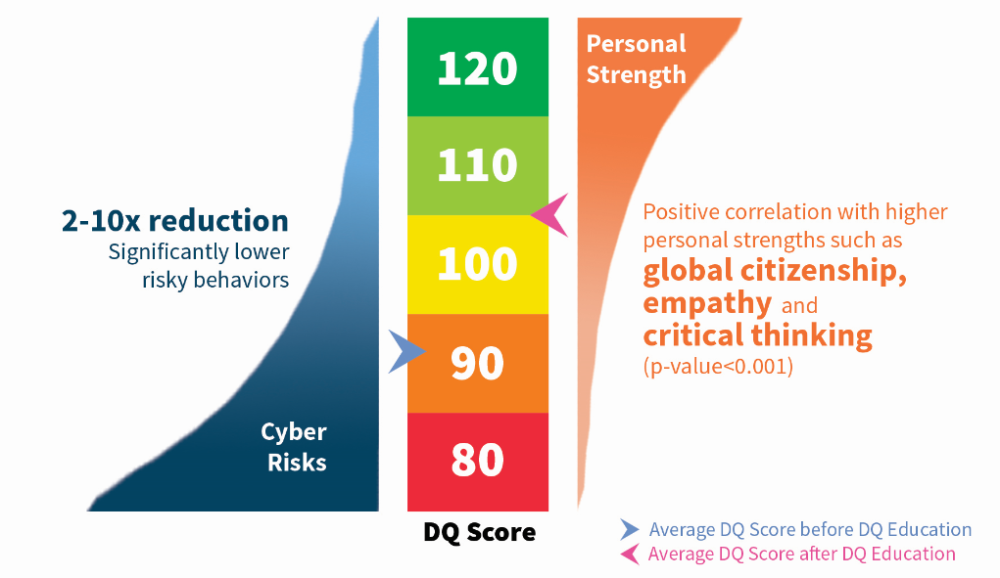 Personal
Strength
120
110
100
90
80
2-10x reduction
Significantly lower
risky behaviors
Positive correlation with higher
personal strengths such as
global citizenship,
empathy and
critical thinking
(p-value<0.001)
Cyber
Risks
DQ Score
Average DQ Score before DQ Education
Average DQ Score after DQ Education